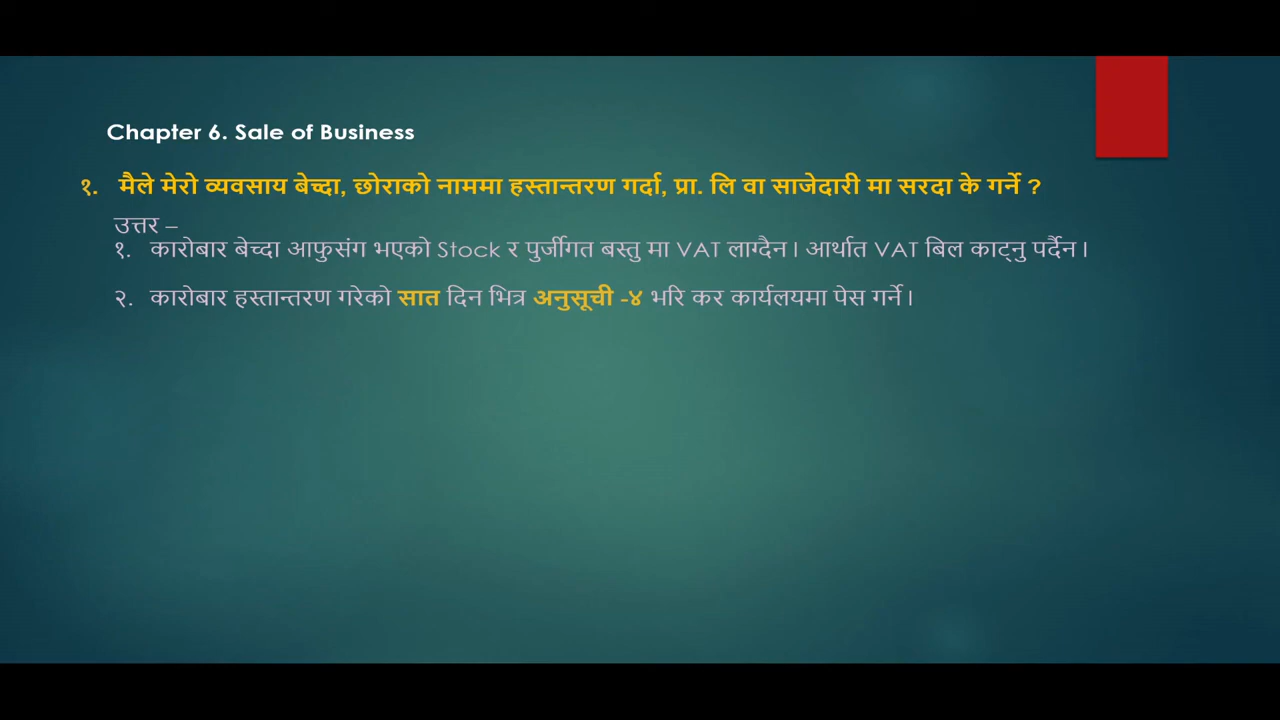 Chapter 6. Sale of Business
१. मैले मेरो व्यवसाय बेच्दा, छोराको नाममा हस्तान्तरण गर्दा, प्रा. लि वा साजेदारी मा सरदा के गर्ने ?
उत्तर –
१. कारोबार बेच्दा आफुसंग भएको Stock र पुर्जीगत बस्तु मा VAT लाग्दैन । आर्थात VAT बिल काट्नु पर्दैन ।
२. कारोबार हस्तान्तरण गरेको सात दिन भित्र अनुसूची -४ भरि कर कार्यलयमा पेस गर्ने ।